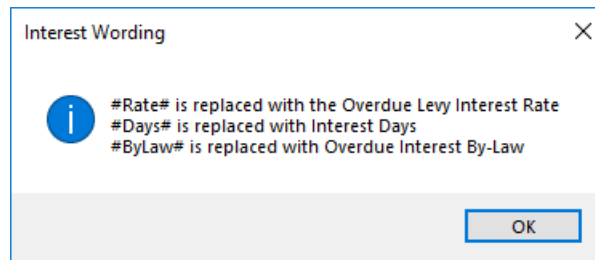 Interest Wording
#Rate# is replaced with the Overdue Levy Interest Rate
#Days# is replaced with Interest Days
#ByLaw# is replaced with Overdue Interest By-Law
OK